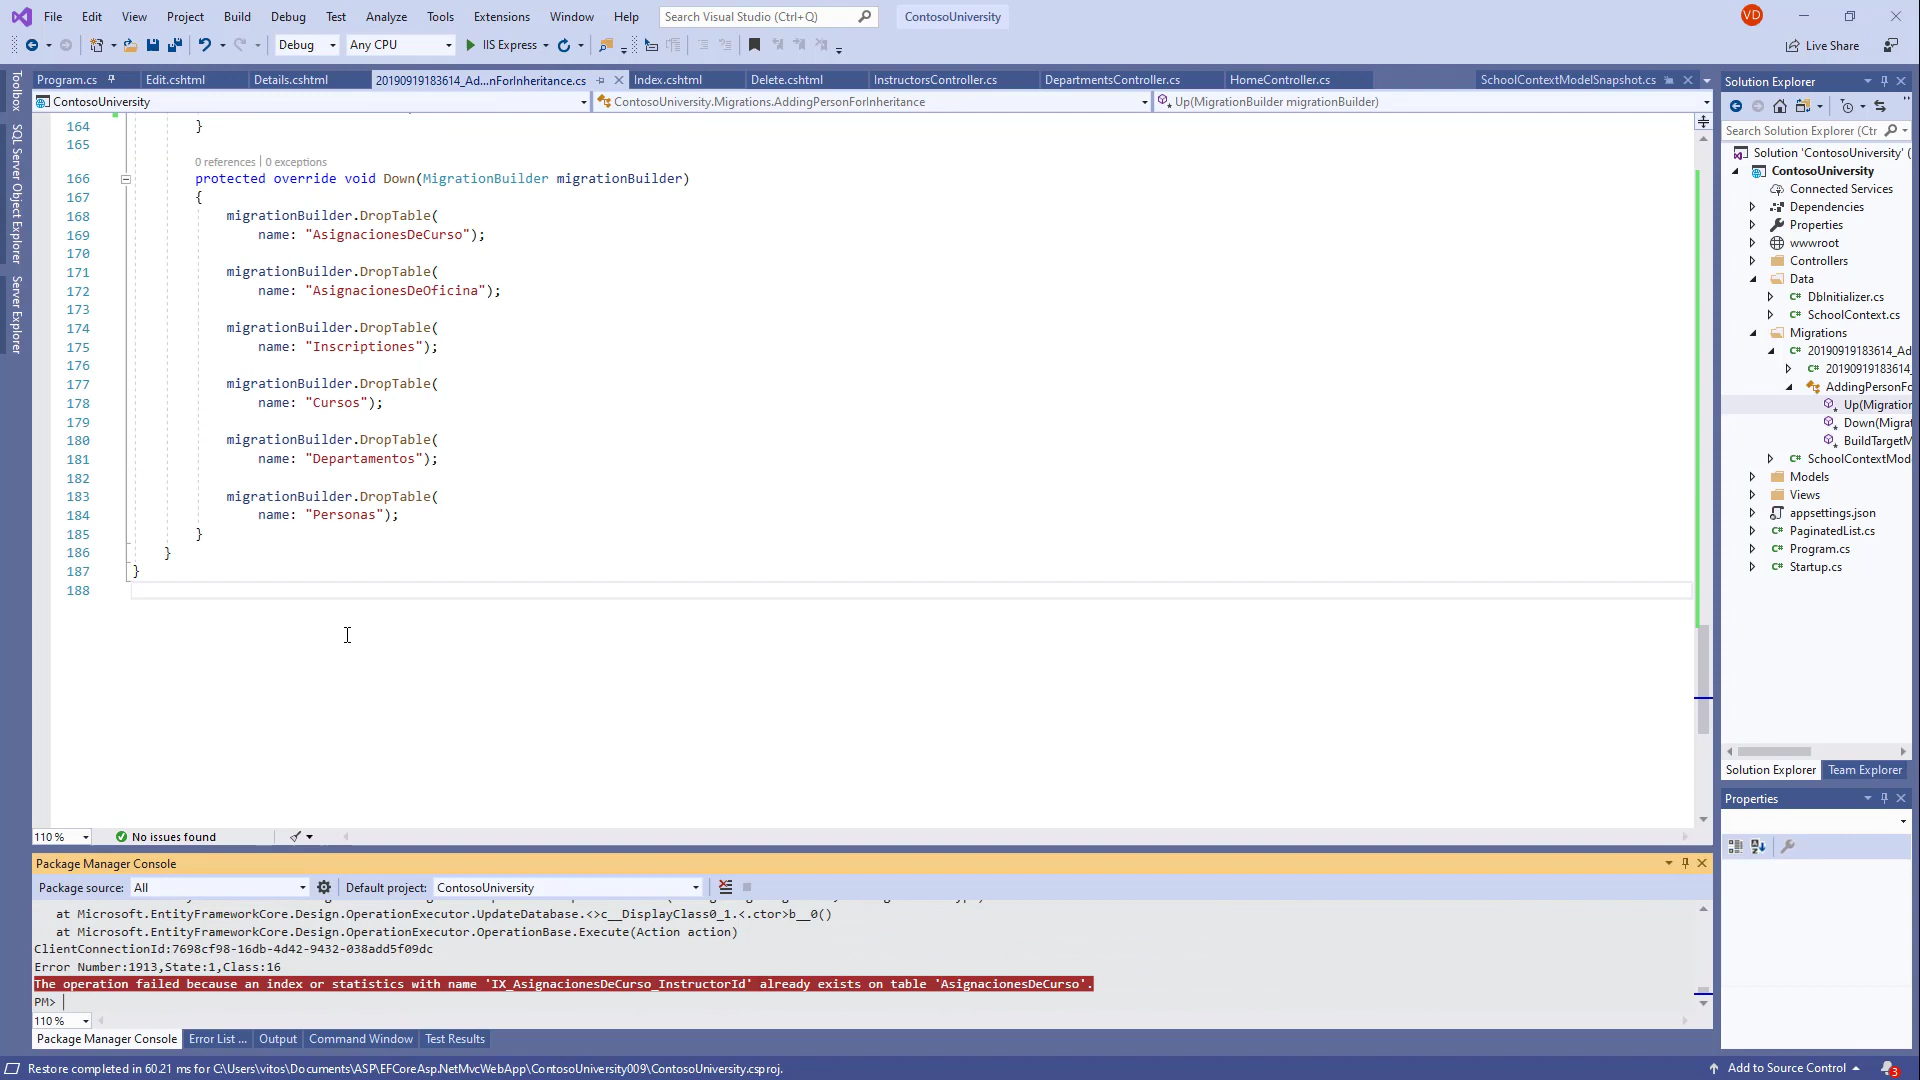 File Edit View Project Build Debug Test Analyze Tools Extensions Window Help Search Visual Studio (Ctrl+Q) ContosoUniversity VD
Debug Any CPU IIS Express Live Share
Program.cs Edit.cshtml Details.cshtml 20190919183614_Ad...nForInheritance.cs Index.cshtml Delete.cshtml InstructorsController.cs DepartmentsController.cs HomeController.cs SchoolContextModelSnapshot.cs
ContosoUniversity ContosoUniversity.Migrations.AddingPersonForInheritance Up(MigrationBuilder migrationBuilder)
Toolbox
SQL Server Object Explorer
Server Explorer
164 }
165
0 references | 0 exceptions
166 protected override void Down(MigrationBuilder migrationBuilder)
167 {
168 migrationBuilder.DropTable(
169 name: "AsignacionesDeCurso");
170
171 migrationBuilder.DropTable(
172 name: "AsignacionesDeOficina");
173
174 migrationBuilder.DropTable(
175 name: "Inscriptiones");
176
177 migrationBuilder.DropTable(
178 name: "Cursos");
179
180 migrationBuilder.DropTable(
181 name: "Departamentos");
182
183 migrationBuilder.DropTable(
184 name: "Personas");
185 }
186 }
187 }
188
110 % No issues found
Package Manager Console
Package source: All Default project: ContosoUniversity
at Microsoft.EntityFrameworkCore.Design.OperationExecutor.UpdateDatabase.<>c__DisplayClass0_1.<.ctor>b__0()
at Microsoft.EntityFrameworkCore.Design.OperationExecutor.OperationBase.Execute(Action action)
ClientConnectionId:7698cf98-16db-4d42-9432-038add5f09dc
Error Number:1913,State:1,Class:16
The operation failed because an index or statistics with name 'IX_AsignacionesDeCurso_InstructorId' already exists on table 'AsignacionesDeCurso'.
PM>
110 %
Package Manager Console Error List ... Output Command Window Test Results
Restore completed in 60.21 ms for C:\Users\vitos\Documents\ASP\EFCoreAsp.NetMvcWebApp\ContosoUniversity009\ContosoUniversity.csproj. Add to Source Control 3
Solution Explorer
Search Solution Explorer (Ctr
Solution 'ContosoUniversity' (
ContosoUniversity
Connected Services
Dependencies
Properties
wwwroot
Controllers
Data
DbInitializer.cs
SchoolContext.cs
Migrations
20190919183614_Ad
20190919183614_
AddingPersonFo
Up(Migration
Down(Migra
BuildTargetM
SchoolContextMod
Models
Views
appsettings.json
PaginatedList.cs
Program.cs
Startup.cs
Solution Explorer Team Explorer
Properties